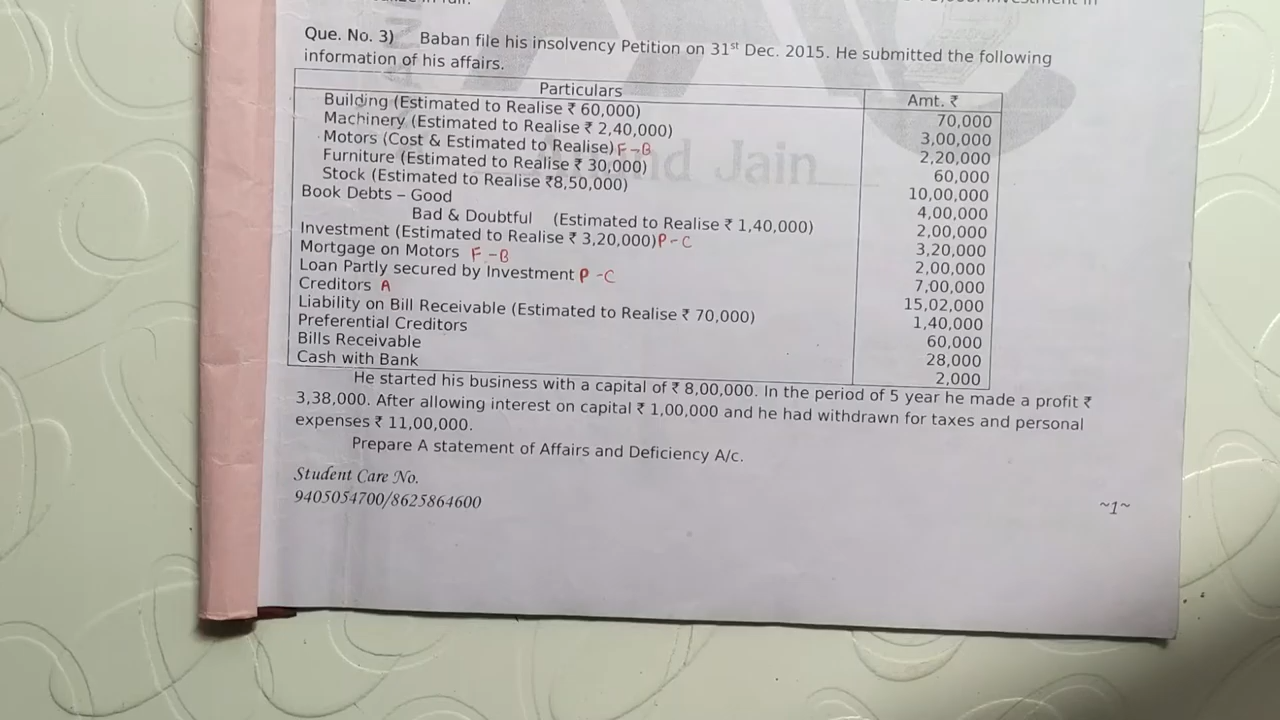 Que. No. 3) Baban file his insolvency Petition on 31st Dec. 2015. He submitted the following
information of his affairs.
Particulars Amt. ₹
Building (Estimated to Realise ₹ 60,000) 70,000
Machinery (Estimated to Realise ₹ 2,40,000) 3,00,000
Motors (Cost & Estimated to Realise) F-B 2,20,000
Furniture (Estimated to Realise ₹ 30,000) 60,000
Stock (Estimated to Realise ₹8,50,000) 10,00,000
Book Debts – Good 4,00,000
Bad & Doubtful (Estimated to Realise ₹ 1,40,000) 2,00,000
Investment (Estimated to Realise ₹ 3,20,000) P-C 3,20,000
Mortgage on Motors F-B 2,00,000
Loan Partly secured by Investment P-C 7,00,000
Creditors A 15,02,000
Liability on Bill Receivable (Estimated to Realise ₹ 70,000) 1,40,000
Preferential Creditors 60,000
Bills Receivable 28,000
Cash with Bank 2,000
He started his business with a capital of ₹ 8,00,000. In the period of 5 year he made a profit ₹
3,38,000. After allowing interest on capital ₹ 1,00,000 and he had withdrawn for taxes and personal
expenses ₹ 11,00,000.
Prepare A statement of Affairs and Deficiency A/c.
Student Care No.
9405054700/8625864600
~1~
Jain